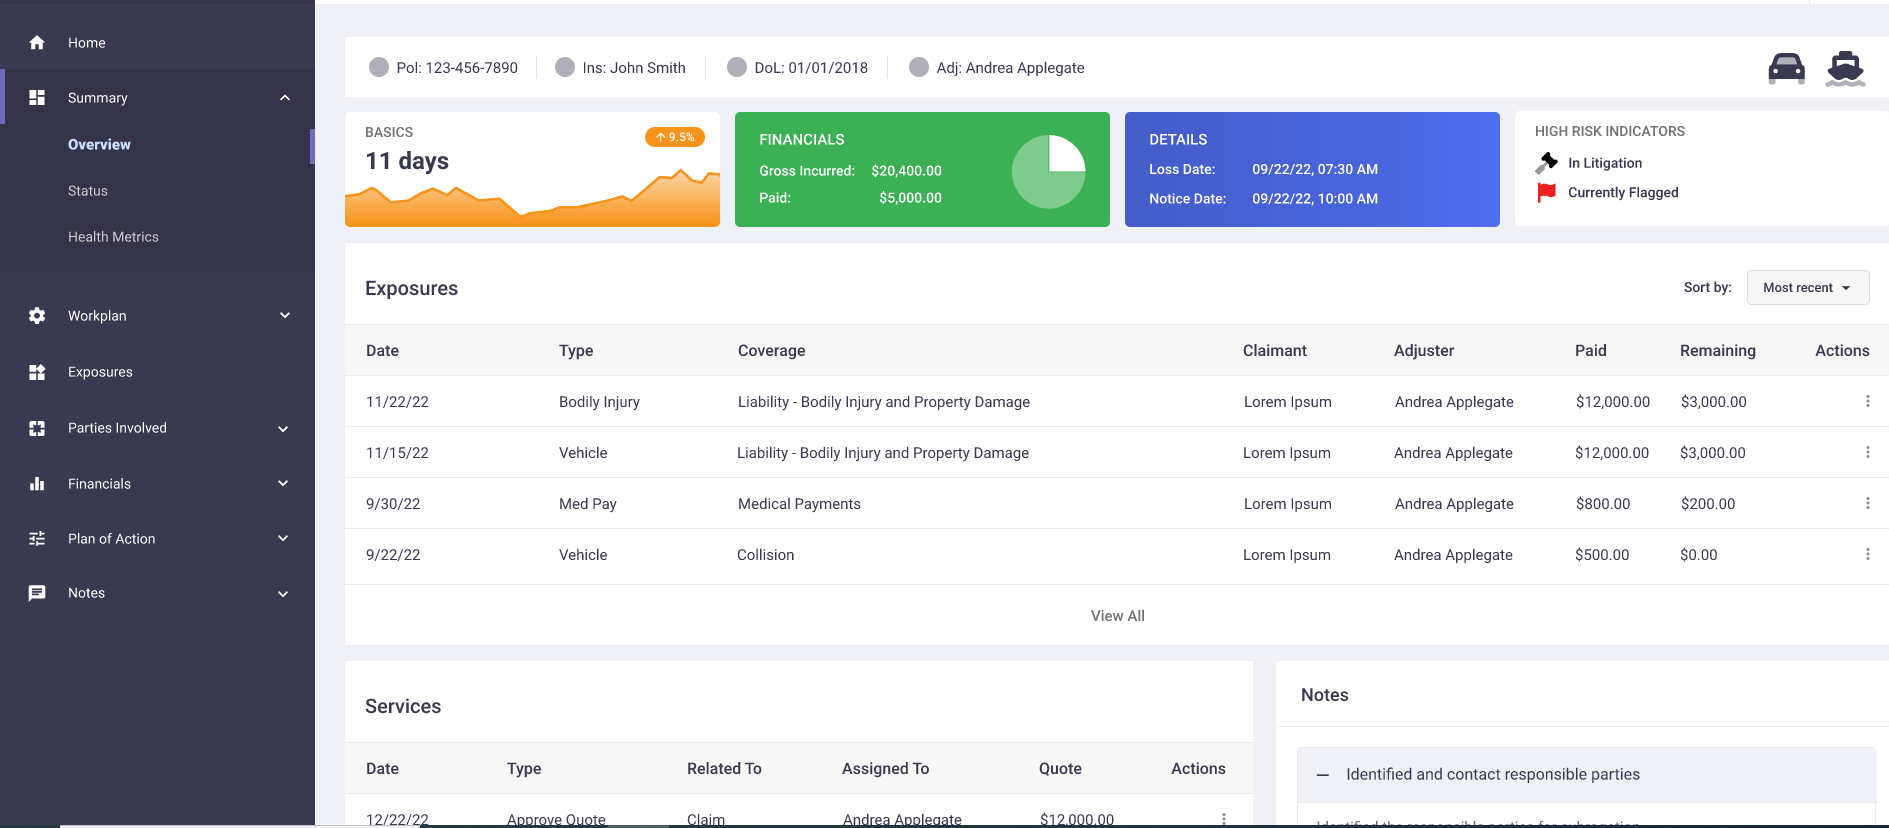 Home
Summary
Overview
Status
Health Metrics
Workplan
Exposures
Parties Involved
Financials
Plan of Action
Notes
Pol: 123-456-7890 Ins: John Smith DoL: 01/01/2018 Adj: Andrea Applegate
BASICS
9.5%
11 days
FINANCIALS
Gross Incurred: $20,400.00
Paid: $5,000.00
DETAILS
Loss Date: 09/22/22, 07:30 AM
Notice Date: 09/22/22, 10:00 AM
HIGH RISK INDICATORS
In Litigation
Currently Flagged
Exposures
Sort by: Most recent
Date Type Coverage Claimant Adjuster Paid Remaining Actions
11/22/22 Bodily Injury Liability - Bodily Injury and Property Damage Lorem Ipsum Andrea Applegate $12,000.00 $3,000.00
11/15/22 Vehicle Liability - Bodily Injury and Property Damage Lorem Ipsum Andrea Applegate $12,000.00 $3,000.00
9/30/22 Med Pay Medical Payments Lorem Ipsum Andrea Applegate $800.00 $200.00
9/22/22 Vehicle Collision Lorem Ipsum Andrea Applegate $500.00 $0.00
View All
Services
Date Type Related To Assigned To Quote Actions
12/22/22 Approve Quote Claim Andrea Applegate $12,000.00
Notes
Identified and contact responsible parties
Identified the responsible parties for subrogation